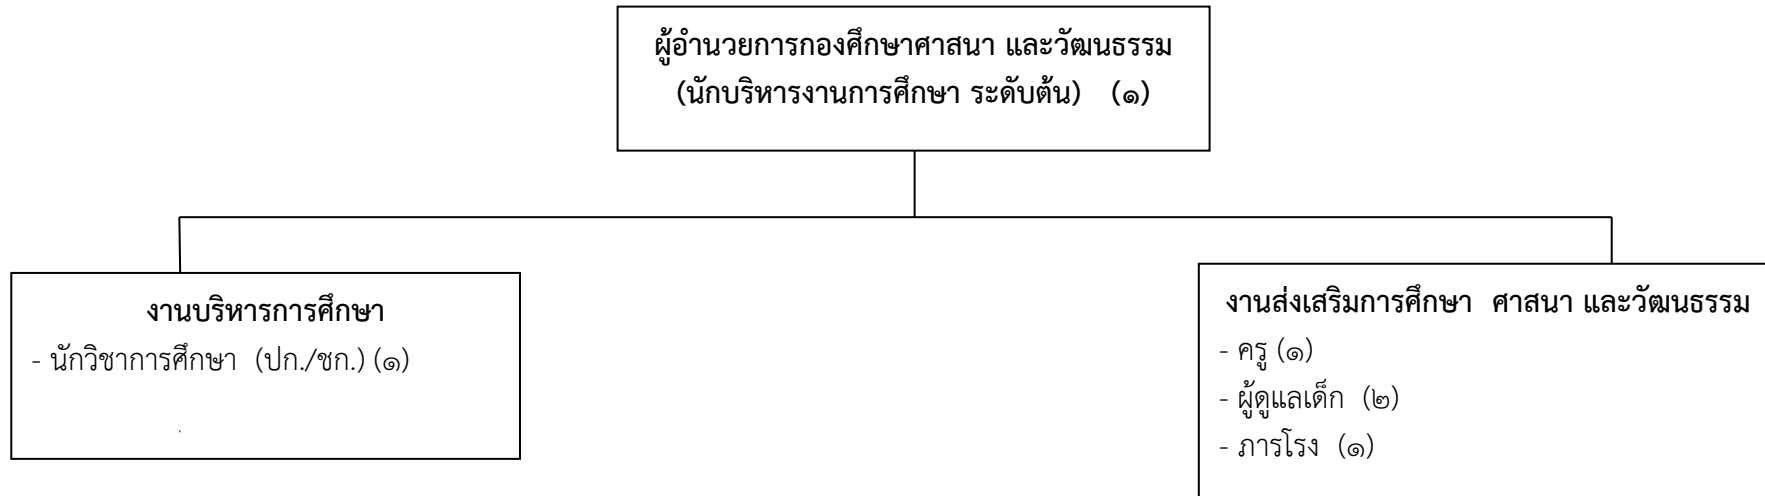 ผู้อำนวยการกองศึกษาศาสนา และวัฒนธรรม
(นักบริหารงานการศึกษา ระดับต้น) (๑)
งานบริหารการศึกษา
- นักวิชาการศึกษา (ปก./ชก.) (๑)
.
งานส่งเสริมการศึกษา ศาสนา และวัฒนธรรม
- ครู (๑)
- ผู้ดูแลเด็ก (๒)
- ภารโรง (๑)